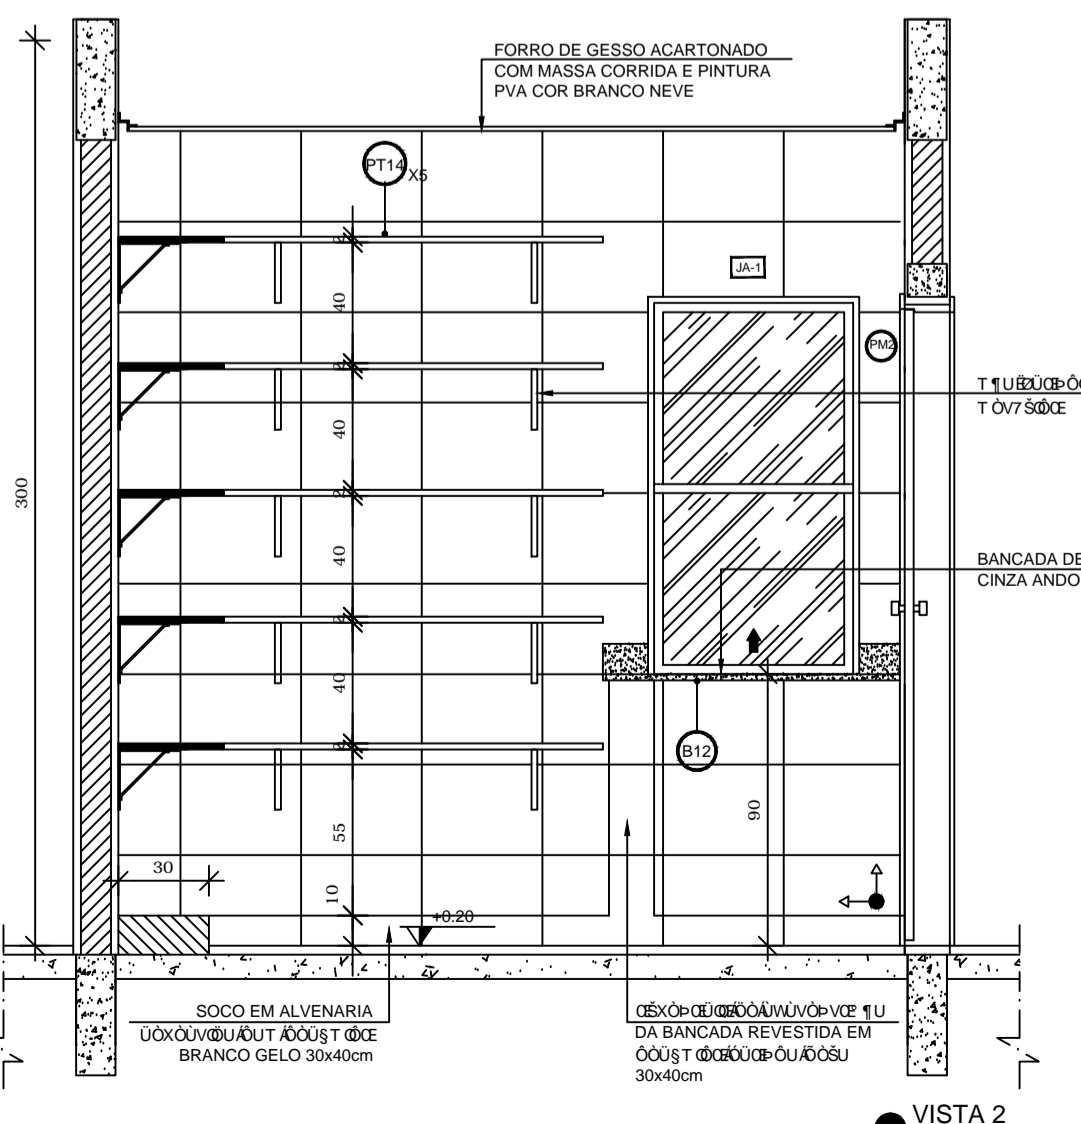 FORRO DE GESSO ACARTONADO
COM MASSA CORRIDA E PINTURA
PVA COR BRANCO NEVE
PT14
X5
JA-1
PM2
40
40
300
40
BANCADA DE
CINZA ANDO
40
B12
90
55
30
10
+0.20
SOCO EM ALVENARIA
BRANCO GELO 30x40cm
DA BANCADA REVESTIDA EM
30x40cm
VISTA 2